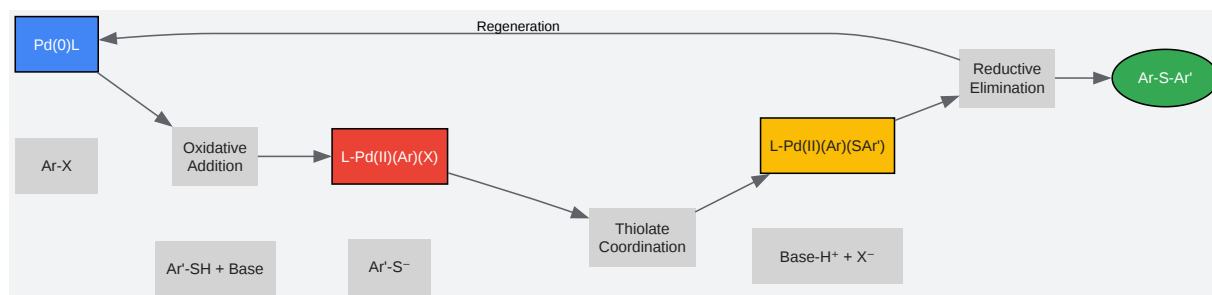 Regeneration
Pd(0)L
Reductive
Elimination
Ar-S-Ar'
Ar-X
Oxidative
Addition
L-Pd(II)(Ar)(X)
L-Pd(II)(Ar)(SAr')
Thiolate
Coordination
Ar'-SH + Base
Ar'-S⁻
Base-H⁺ + X⁻